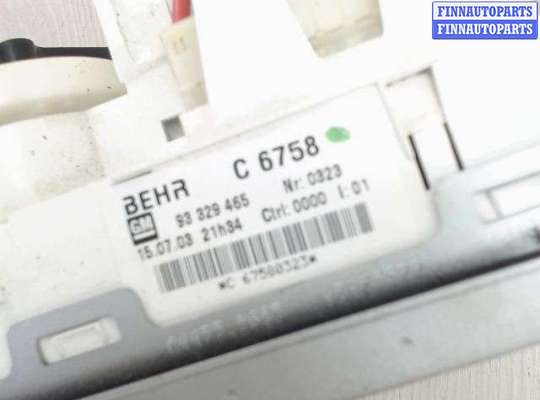 FINNAUTOPARTS
FINNAUTOPARTS
BEHR C 6758
GM 93 329 465 Nr: 0323
15.07.03 21h34 Ctrl: 0000 I: 01
*C 67580323*